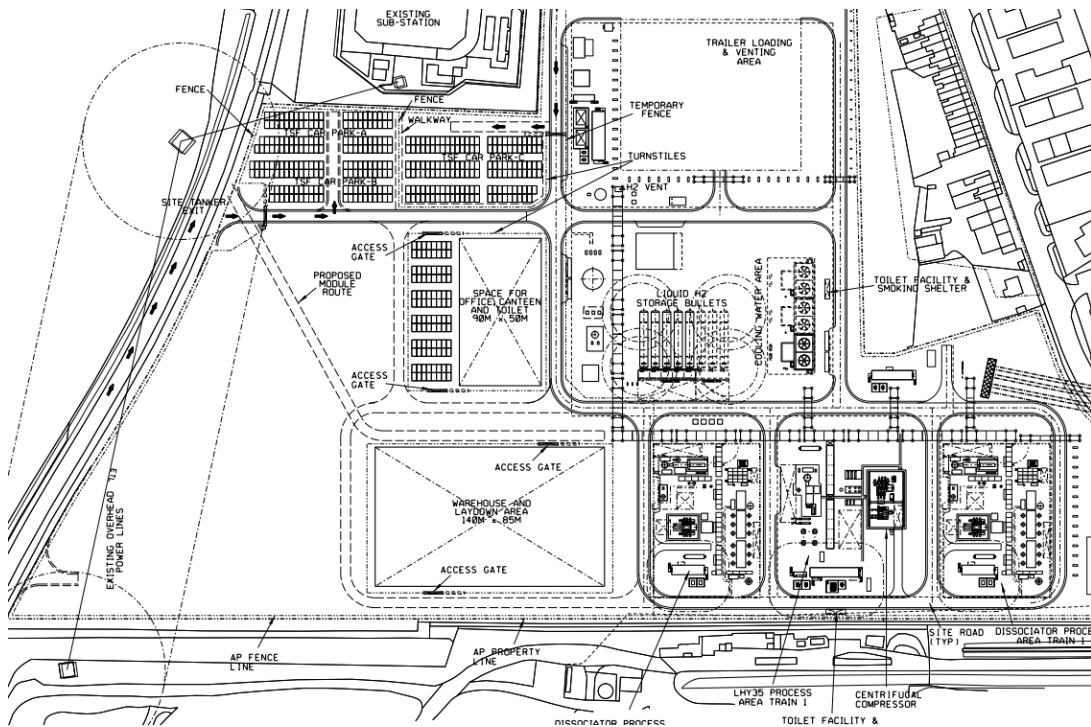 EXISTING
SUB-STATION
TRAILER LOADING
& VENTING
AREA
FENCE
FENCE
TEMPORARY
FENCE
WALKWAY
TSF CAR PARK-A
TSF CAR PARK-C
TURNSTILES
TSF CAR PARK-B
H2 VENT
SITE TANKER
EXIT
ACCESS
GATE
PROPOSED
MODULE
ROUTE
SPACE FOR
OFFICE, CANTEEN
AND TOILET
90M x 50M
LIQUID H2
STORAGE BULLETS
COOLING WATER AREA
TOILET FACILITY &
SMOKING SHELTER
ACCESS
GATE
ACCESS GATE
WAREHOUSE AND
LAYDOWN AREA
140M x 85M
EXISTING OVERHEAD
POWER LINES
ACCESS GATE
AP FENCE
LINE
AP PROPERTY
LINE
SITE ROAD
(TYP)
DISSOCIATOR PROCE
AREA TRAIN 1
LHY35 PROCESS
AREA TRAIN 1
CENTRIFUGAL
COMPRESSOR
DISSOCIATOR PROCESS
TOILET FACILITY &